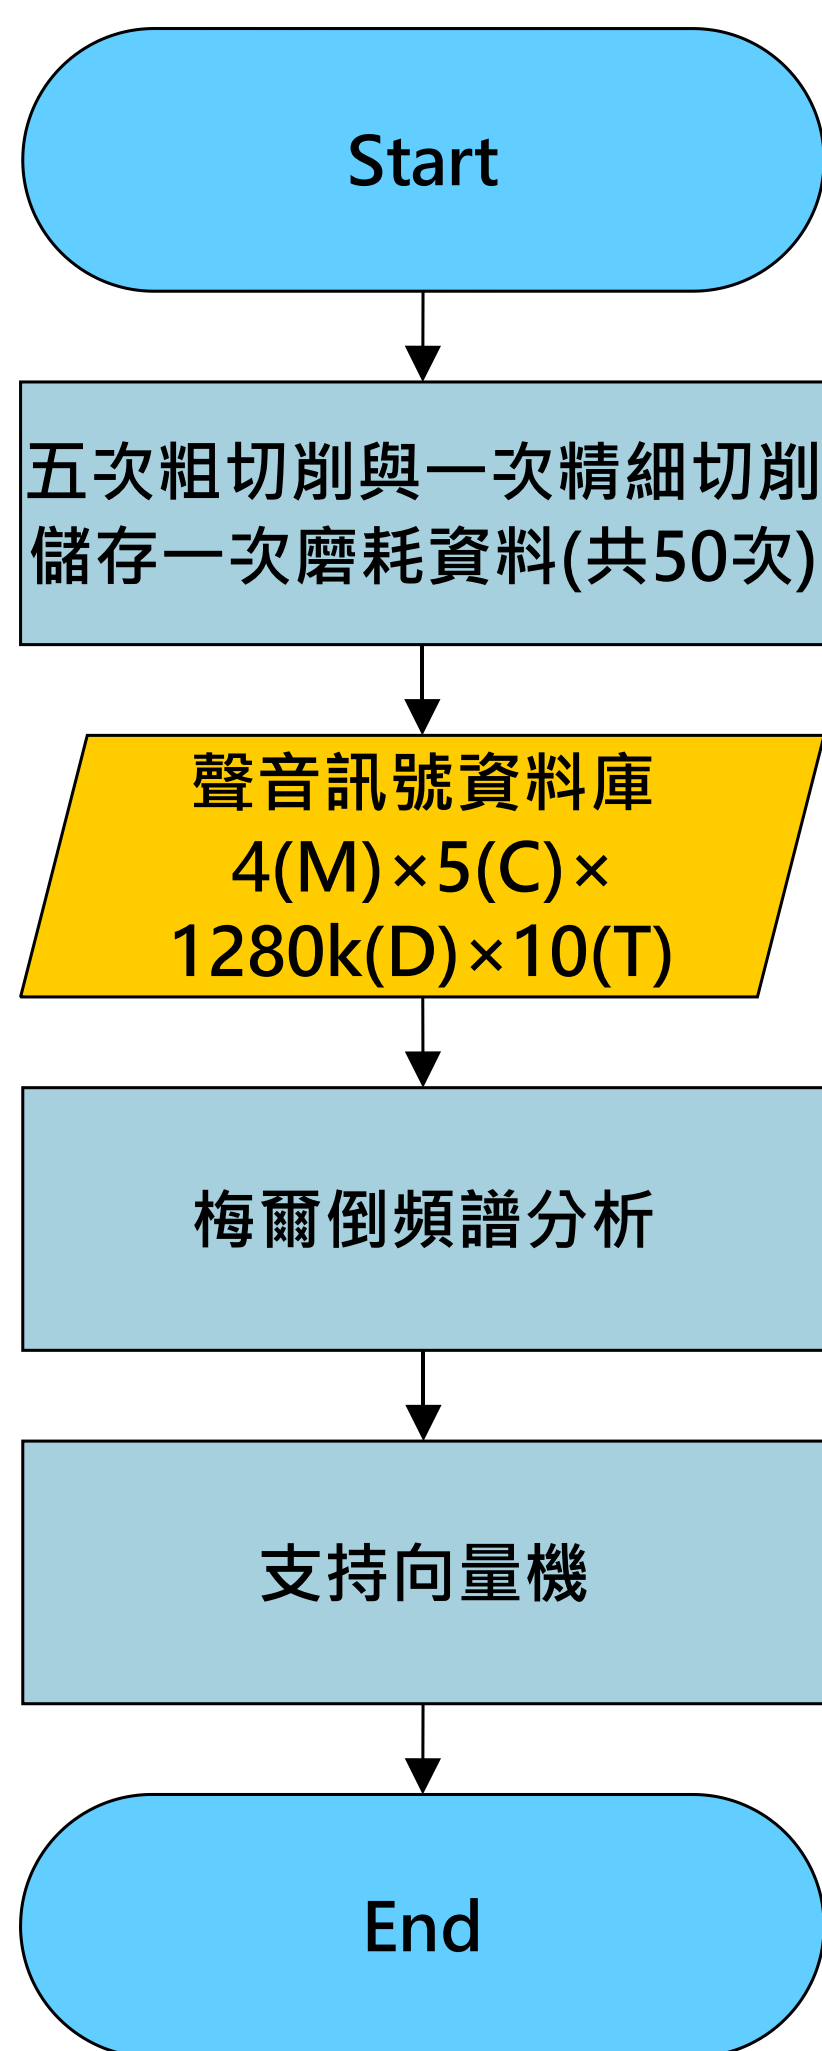 Start
五次粗切削與一次精細切削
儲存一次磨耗資料(共50次)
聲音訊號資料庫
4(M)×5(C)×
1280k(D)×10(T)
梅爾倒頻譜分析
支持向量機
End